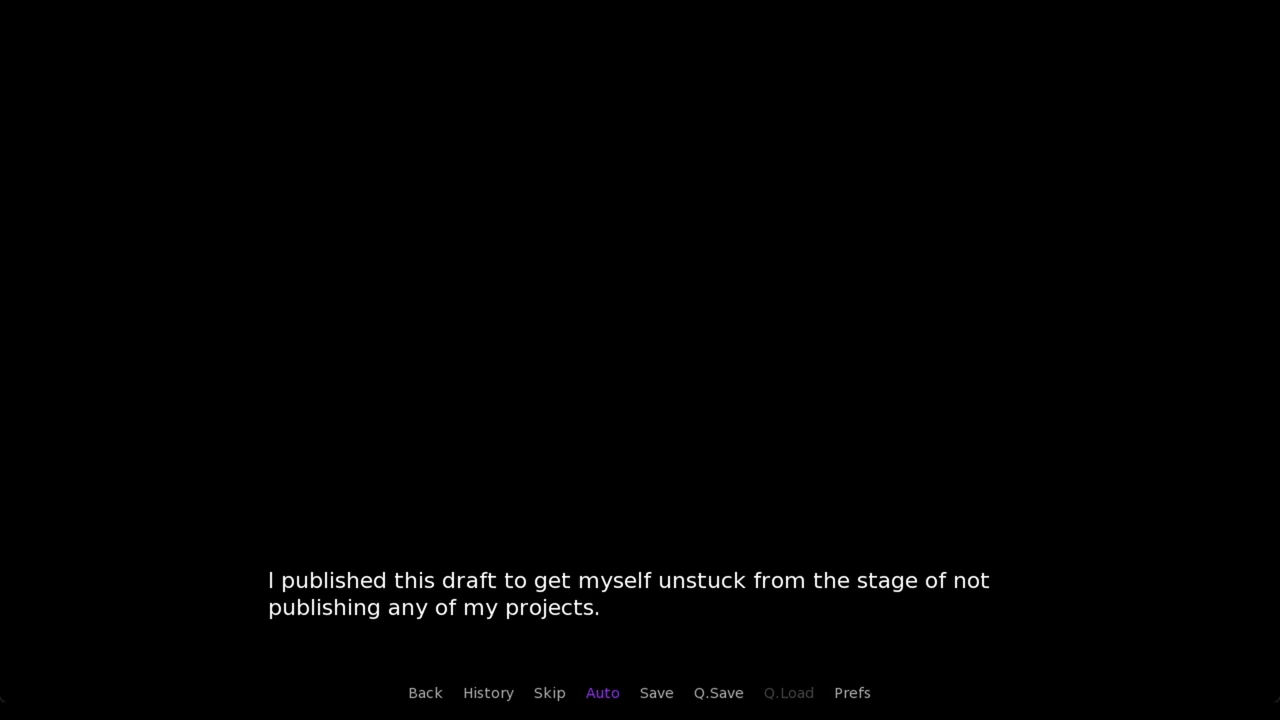 I published this draft to get myself unstuck from the stage of not
publishing any of my projects.
Back History Skip Auto Save Q.Save Q.Load Prefs